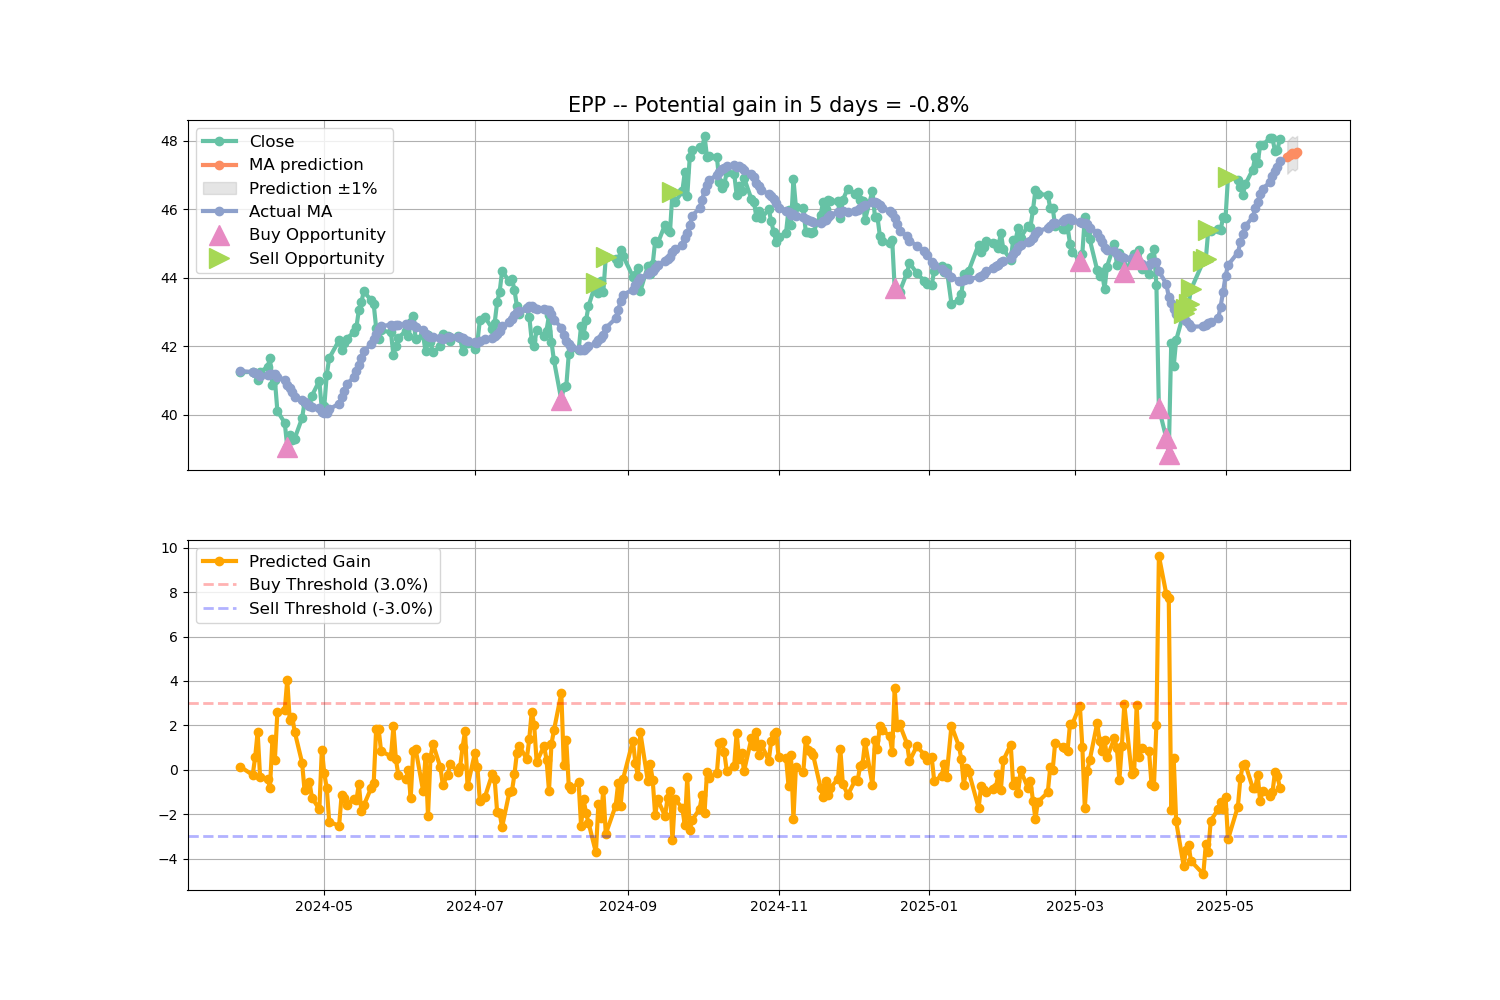 EPP -- Potential gain in 5 days = -0.8%
48
46
44
42
40
Close
MA prediction
Prediction ±1%
Actual MA
Buy Opportunity
Sell Opportunity
10
8
6
4
2
0
−2
−4
Predicted Gain
Buy Threshold (3.0%)
Sell Threshold (-3.0%)
2024-05
2024-07
2024-09
2024-11
2025-01
2025-03
2025-05